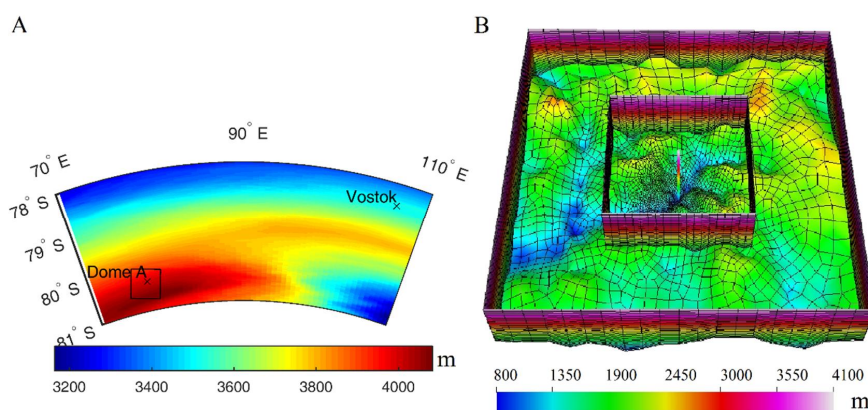 A
B
90° E
70° E
110° E
78° S
Vostok
79° S
Dome A
80° S
81° S
m
3200 3400 3600 3800 4000
800 1350 1900 2450 3000 3550 4100
m